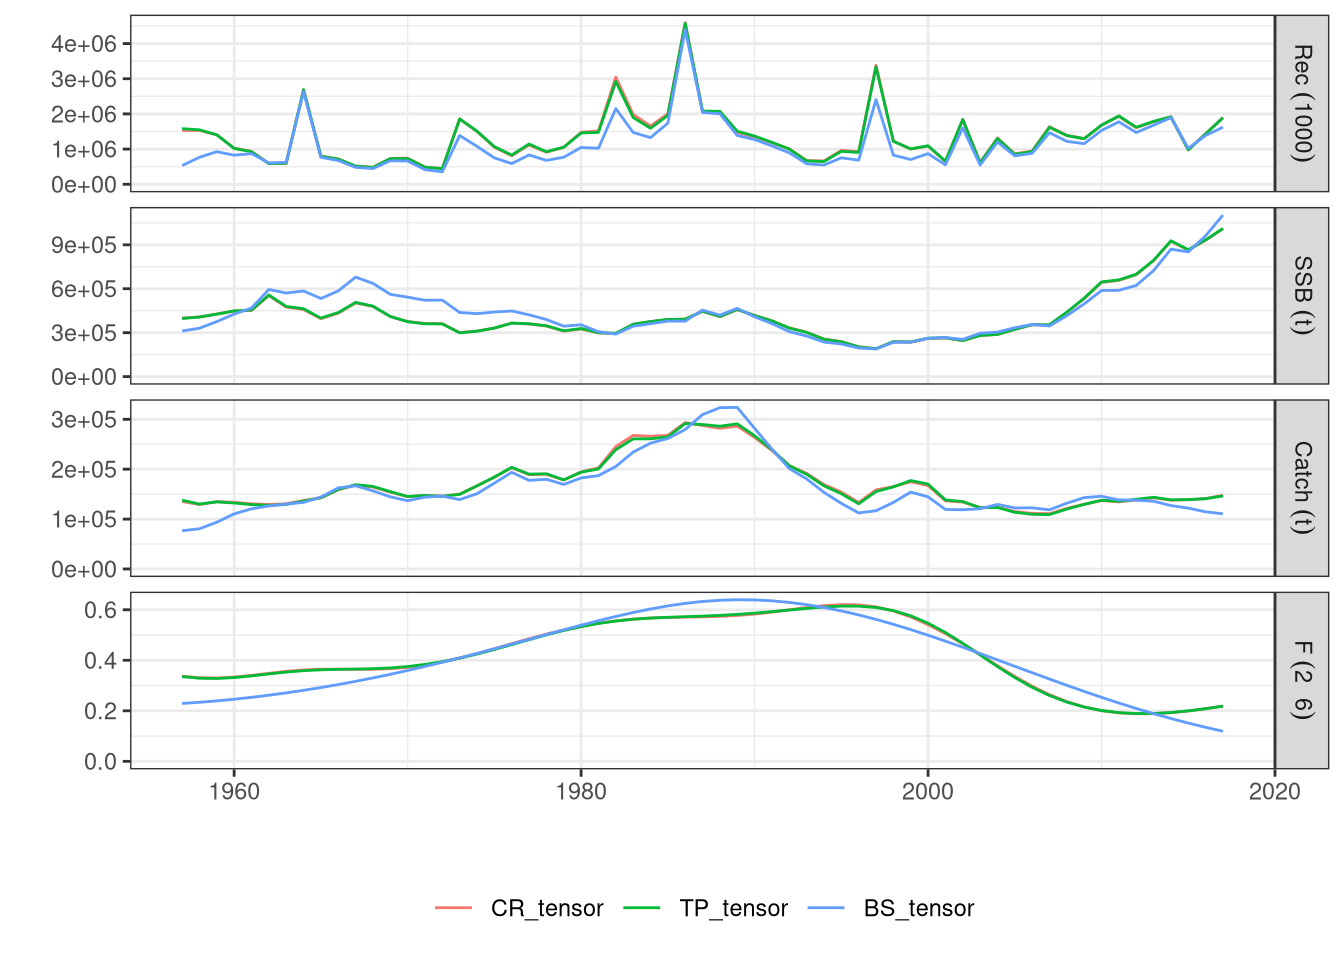 4e+06
3e+06
2e+06
1e+06
0e+00
Rec (1000)
9e+05
6e+05
3e+05
0e+00
SSB (t)
3e+05
2e+05
1e+05
0e+00
Catch (t)
0.6
0.4
0.2
0.0
F (2 6)
1960 1980 2000 2020
CR_tensor TP_tensor BS_tensor